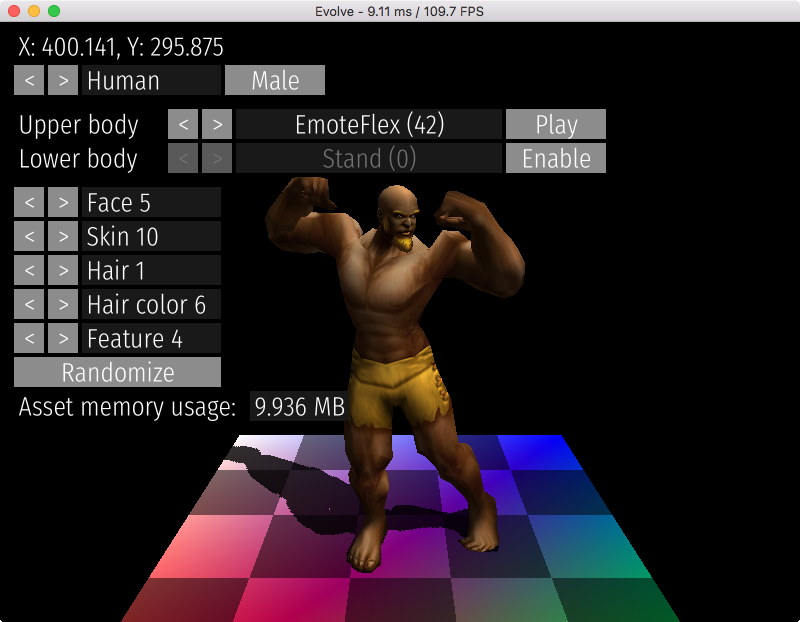 Evolve - 9.11 ms / 109.7 FPS
X: 400.141, Y: 295.875
< > Human Male
Upper body < > EmoteFlex (42) Play
Lower body < > Stand (0) Enable
< > Face 5
< > Skin 10
< > Hair 1
< > Hair color 6
< > Feature 4
Randomize
Asset memory usage: 9.936 MB